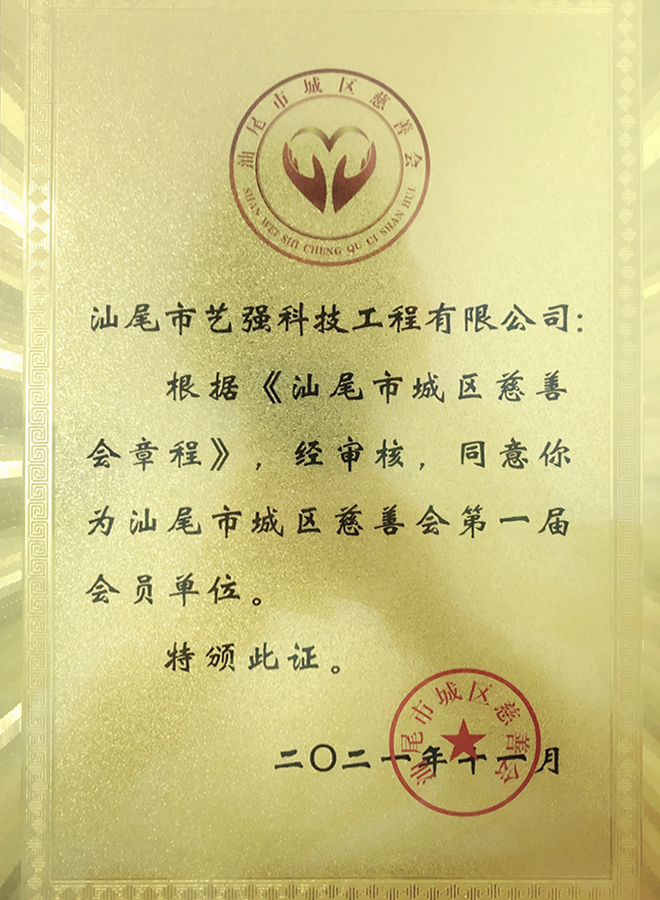 汕尾市城区慈善会
SHAN WEI SHI CHENG QU CI SHAN HUI
汕尾市艺强科技工程有限公司:
根据《汕尾市城区慈善
会章程》，经审核，同意你
为汕尾市城区慈善会第一届
会员单位。
特颁此证。
二〇二一年十一月
汕尾市城区慈善会